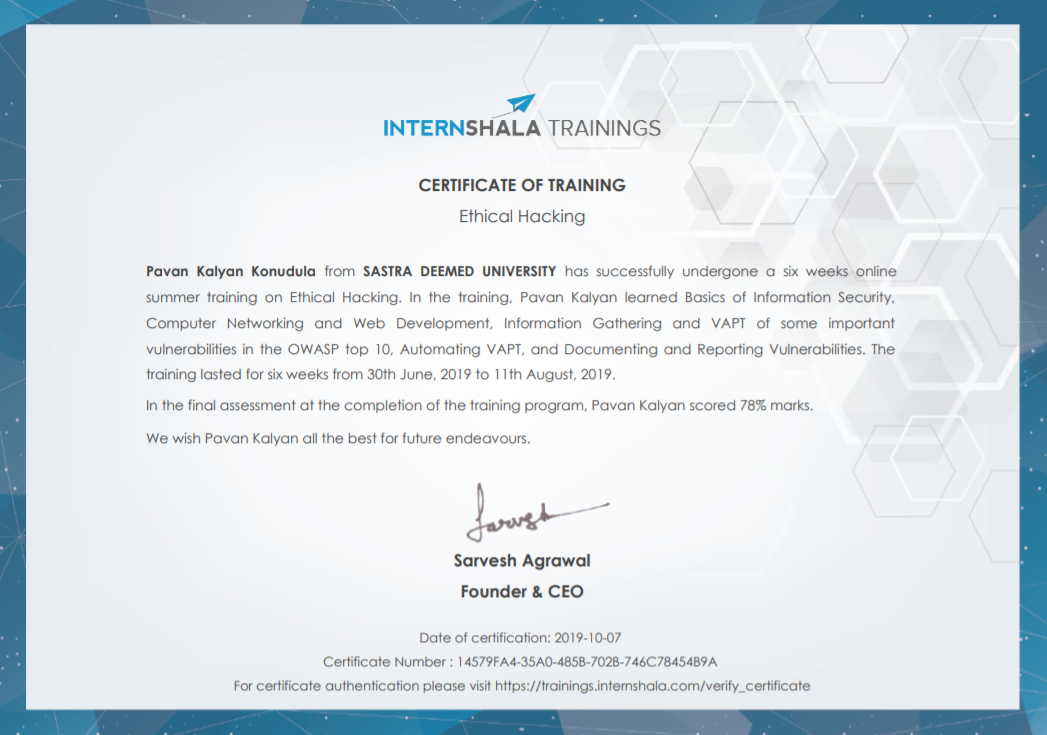 INTERNSHALA TRAININGS
CERTIFICATE OF TRAINING
Ethical Hacking
Pavan Kalyan Konudula from SASTRA DEEMED UNIVERSITY has successfully undergone a six weeks online
summer training on Ethical Hacking. In the training, Pavan Kalyan learned Basics of Information Security,
Computer Networking and Web Development, Information Gathering and VAPT of some important
vulnerabilities in the OWASP top 10, Automating VAPT, and Documenting and Reporting Vulnerabilities. The
training lasted for six weeks from 30th June, 2019 to 11th August, 2019.
In the final assessment at the completion of the training program, Pavan Kalyan scored 78% marks.
We wish Pavan Kalyan all the best for future endeavours.
Sarvesh
Sarvesh Agrawal
Founder & CEO
Date of certification: 2019-10-07
Certificate Number : 14579FA4-35A0-485B-702B-746C78454B9A
For certificate authentication please visit https://trainings.internshala.com/verify_certificate